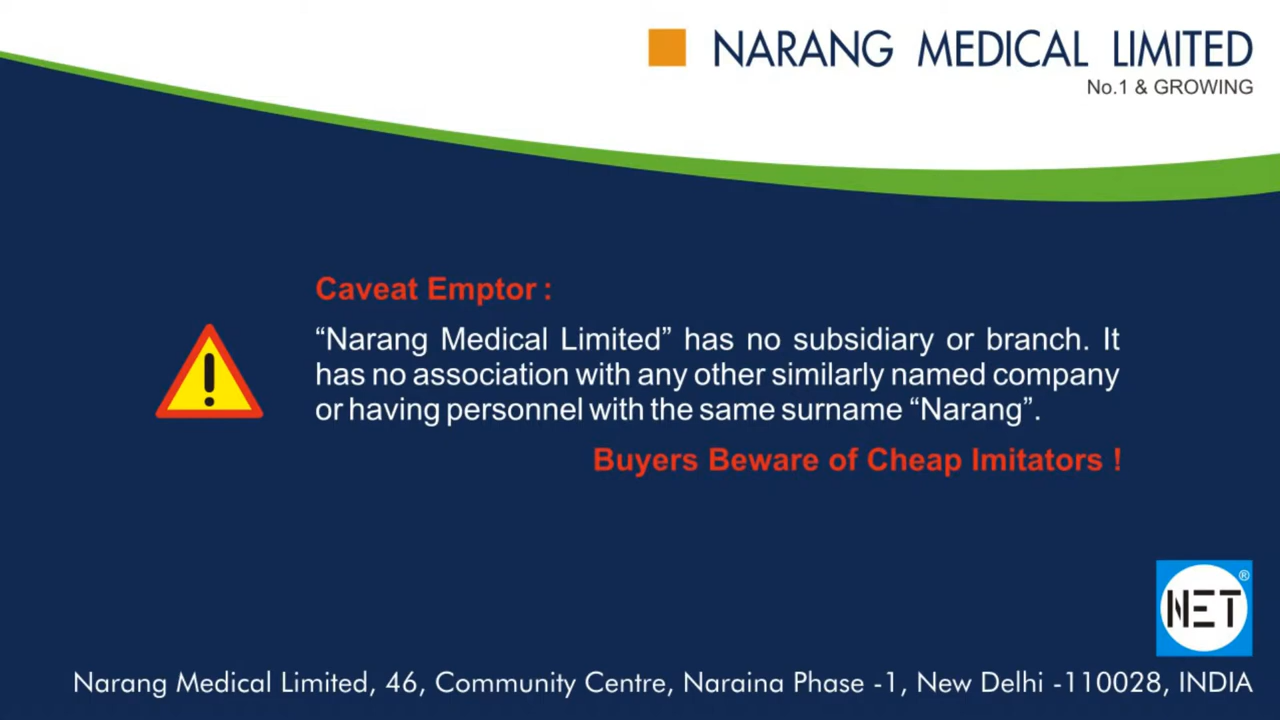 NARANG MEDICAL LIMITED
No.1 & GROWING
Caveat Emptor :
“Narang Medical Limited” has no subsidiary or branch. It
has no association with any other similarly named company
or having personnel with the same surname “Narang”.
Buyers Beware of Cheap Imitators !
NET®
Narang Medical Limited, 46, Community Centre, Naraina Phase -1, New Delhi -110028, INDIA